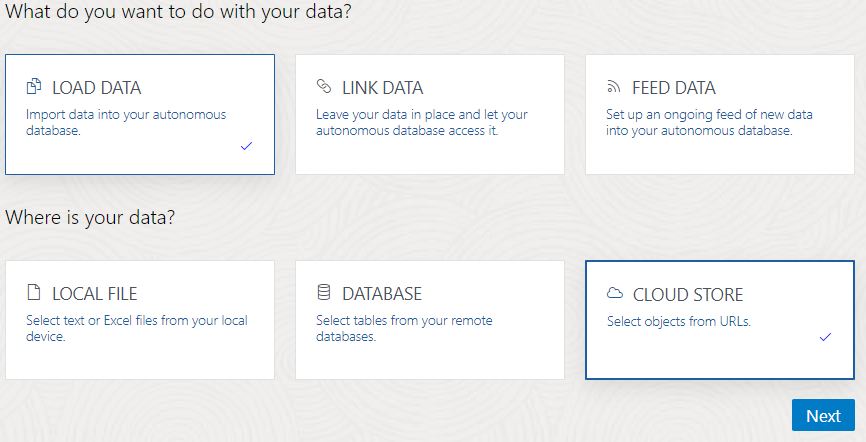 What do you want to do with your data?
LOAD DATA
Import data into your autonomous
database.
LINK DATA
Leave your data in place and let your
autonomous database access it.
FEED DATA
Set up an ongoing feed of new data
into your autonomous database.
Where is your data?
LOCAL FILE
Select text or Excel files from your local
device.
DATABASE
Select tables from your remote
databases.
CLOUD STORE
Select objects from URLs.
Next